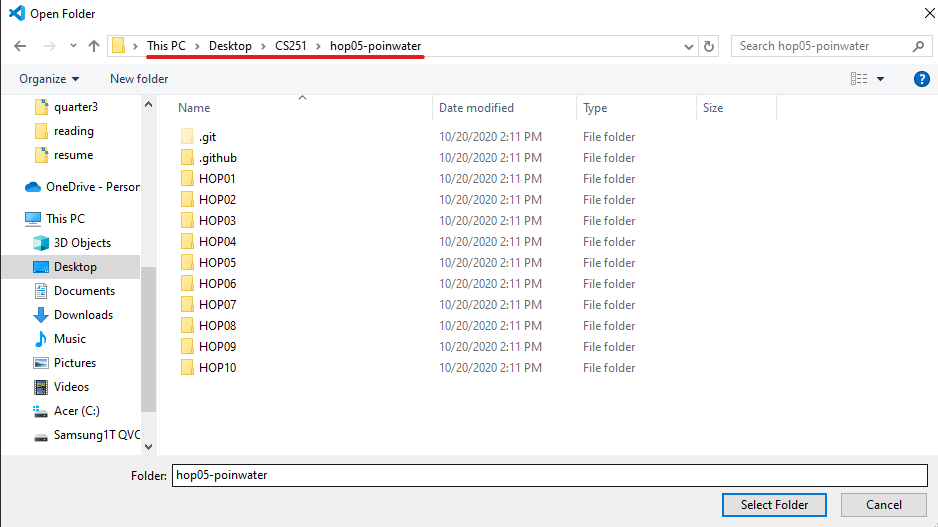 Open Folder
This PC > Desktop > CS251 > hop05-poinwater
Search hop05-poinwater
Organize New folder
?
Name Date modified Type Size
quarter3
reading
resume
OneDrive - Person
This PC
3D Objects
Desktop
Documents
Downloads
Music
Pictures
Videos
Acer (C:)
Samsung1T QVO
.git 10/20/2020 2:11 PM File folder
.github 10/20/2020 2:11 PM File folder
HOP01 10/20/2020 2:11 PM File folder
HOP02 10/20/2020 2:11 PM File folder
HOP03 10/20/2020 2:11 PM File folder
HOP04 10/20/2020 2:11 PM File folder
HOP05 10/20/2020 2:11 PM File folder
HOP06 10/20/2020 2:11 PM File folder
HOP07 10/20/2020 2:11 PM File folder
HOP08 10/20/2020 2:11 PM File folder
HOP09 10/20/2020 2:11 PM File folder
HOP10 10/20/2020 2:11 PM File folder
Folder: hop05-poinwater
Select Folder Cancel